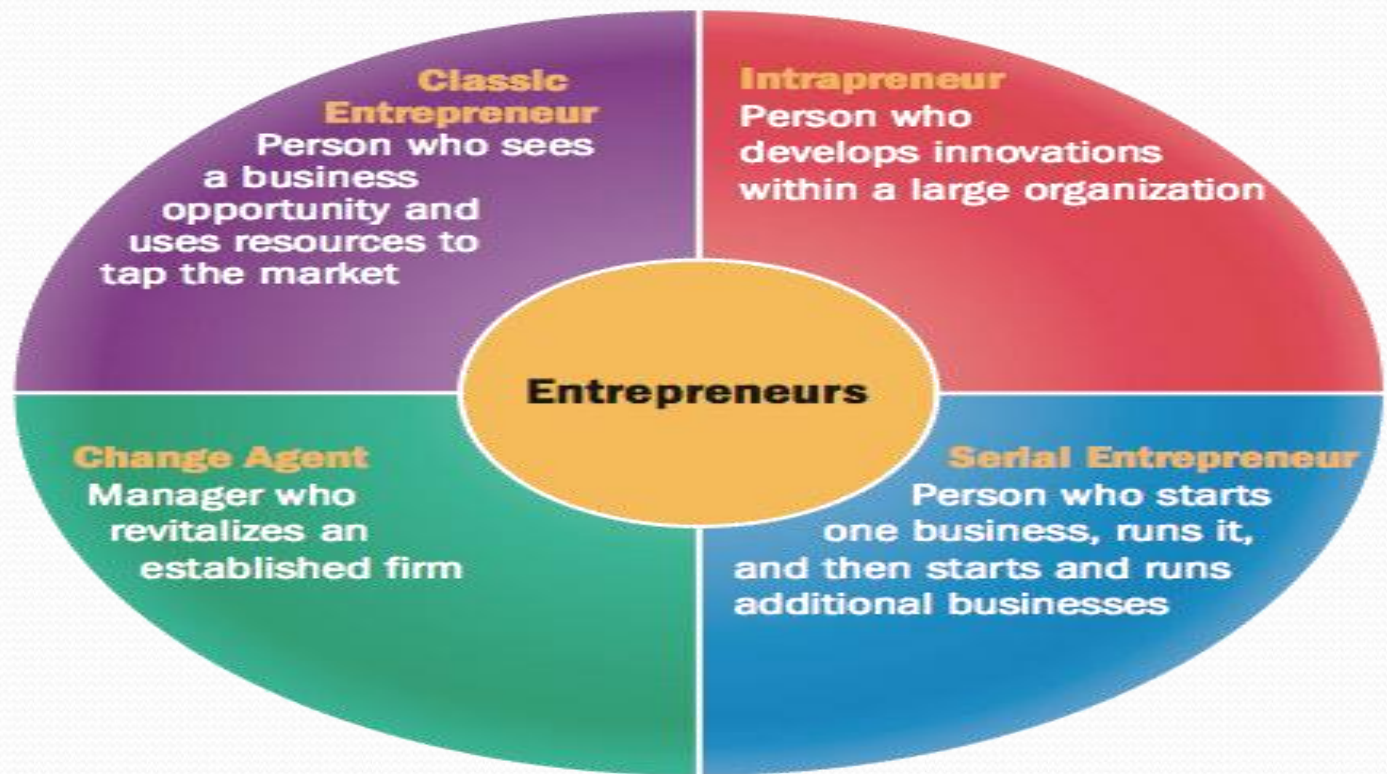 Classic
Entrepreneur
Person who sees
a business
opportunity and
uses resources to
tap the market
Intrapreneur
Person who
develops innovations
within a large organization
Entrepreneurs
Change Agent
Manager who
revitalizes an
established firm
Serial Entrepreneur
Person who starts
one business, runs it,
and then starts and runs
additional businesses